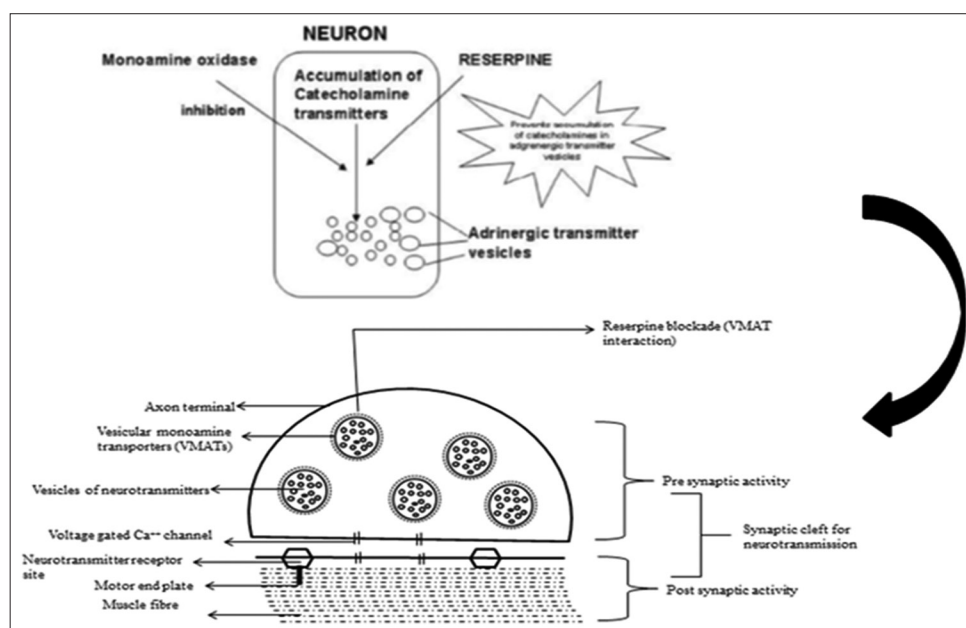 NEURON
Monoamine oxidase
inhibition
Accumulation of
Catecholamine
transmitters
RESERPINE
Prevents accumulation
of catecholamines in
adgrenergic transmitter
vesicles
Adrinergic transmitter
vesicles
Reserpine blockade (VMAT
interaction)
Axon terminal
Vesicular monoamine
transporters (VMATs)
Vesicles of neurotransmitters
Voltage gated Ca++ channel
Neurotransmitter receptor
site
Motor end plate
Muscle fibre
Pre synaptic activity
Synaptic cleft for
neurotransmission
Post synaptic activity